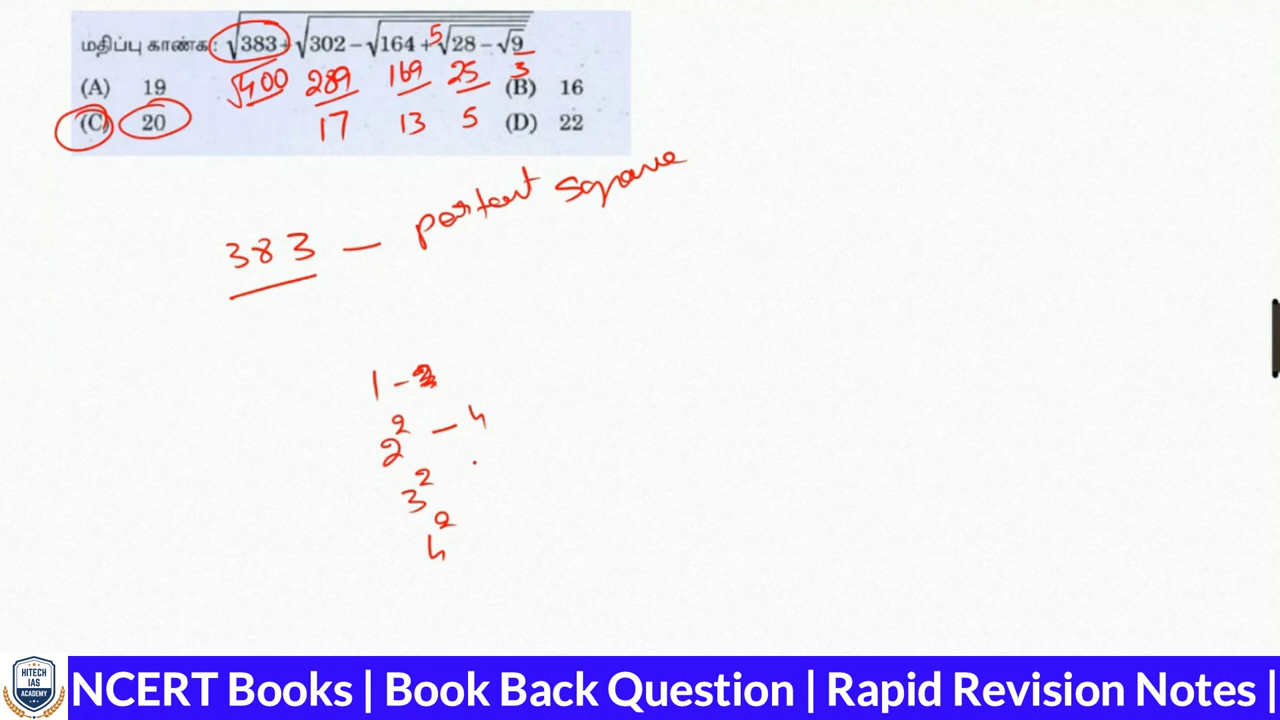 மதிப்பு காண்க : √383 + √302 − √164 + √28 − √9
5
(A) 19 (B) 16
√400 289 169 25 3
(C) 20 (D) 22
17 13 5
383 — perfect square
1 -
2² — 4
3²
4²
HITECH
IAS
ACADEMY
NCERT Books | Book Back Question | Rapid Revision Notes |